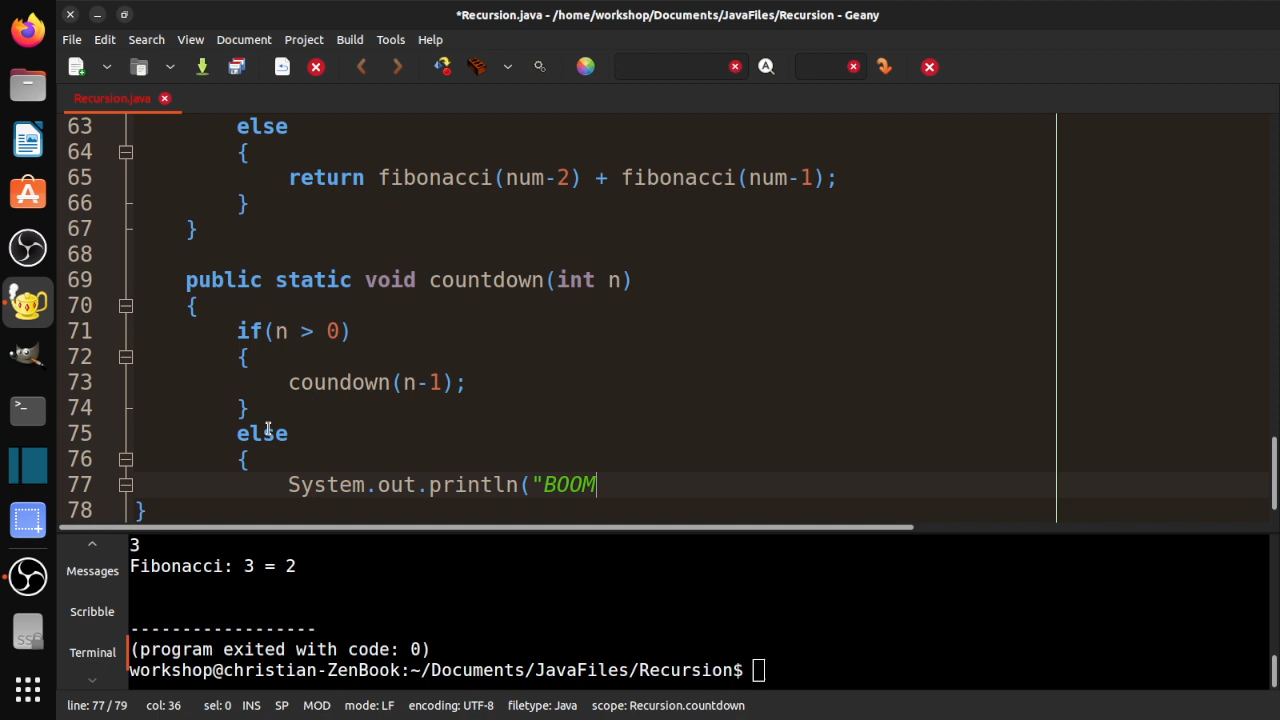 *Recursion.java - /home/workshop/Documents/JavaFiles/Recursion - Geany
File Edit Search View Document Project Build Tools Help
Recursion.java
63 else
64 {
65 return fibonacci(num-2) + fibonacci(num-1);
66 }
67 }
68
69 public static void countdown(int n)
70 {
71 if(n > 0)
72 {
73 coundown(n-1);
74 }
75 else
76 {
77 System.out.println("BOOM
78 }
Messages
Scribble
Terminal
3
Fibonacci: 3 = 2
------------------
(program exited with code: 0)
workshop@christian-ZenBook:~/Documents/JavaFiles/Recursion$
line: 77 / 79 col: 36 sel: 0 INS SP MOD mode: LF encoding: UTF-8 filetype: Java scope: Recursion.countdown